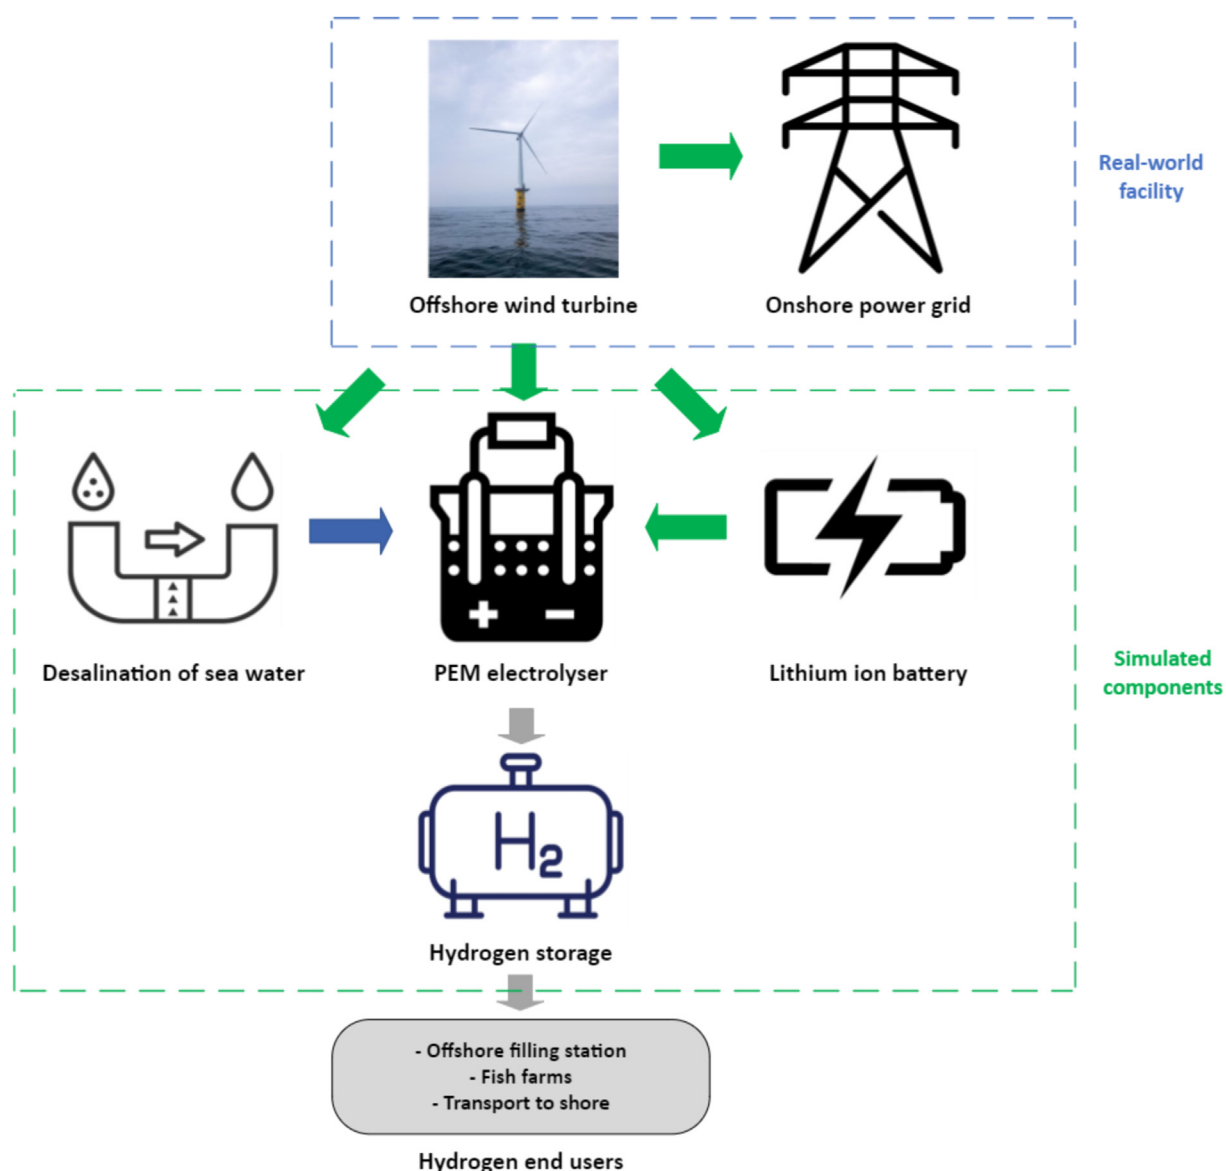 Real-world
facility
Offshore wind turbine
Onshore power grid
Desalination of sea water
PEM electrolyser
Lithium ion battery
Simulated
components
H2
Hydrogen storage
- Offshore filling station
- Fish farms
- Transport to shore
Hydrogen end users